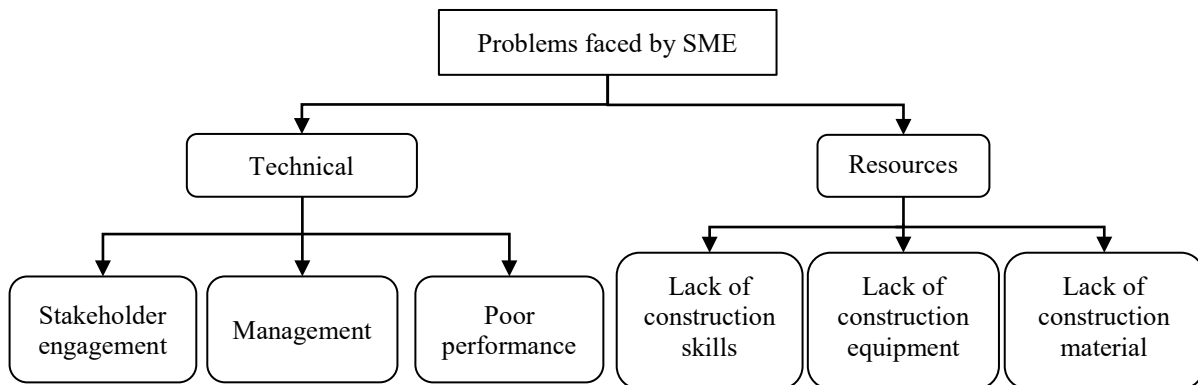 Problems faced by SME
Technical
Resources
Stakeholder
engagement
Management
Poor
performance
Lack of
construction
skills
Lack of
construction
equipment
Lack of
construction
material